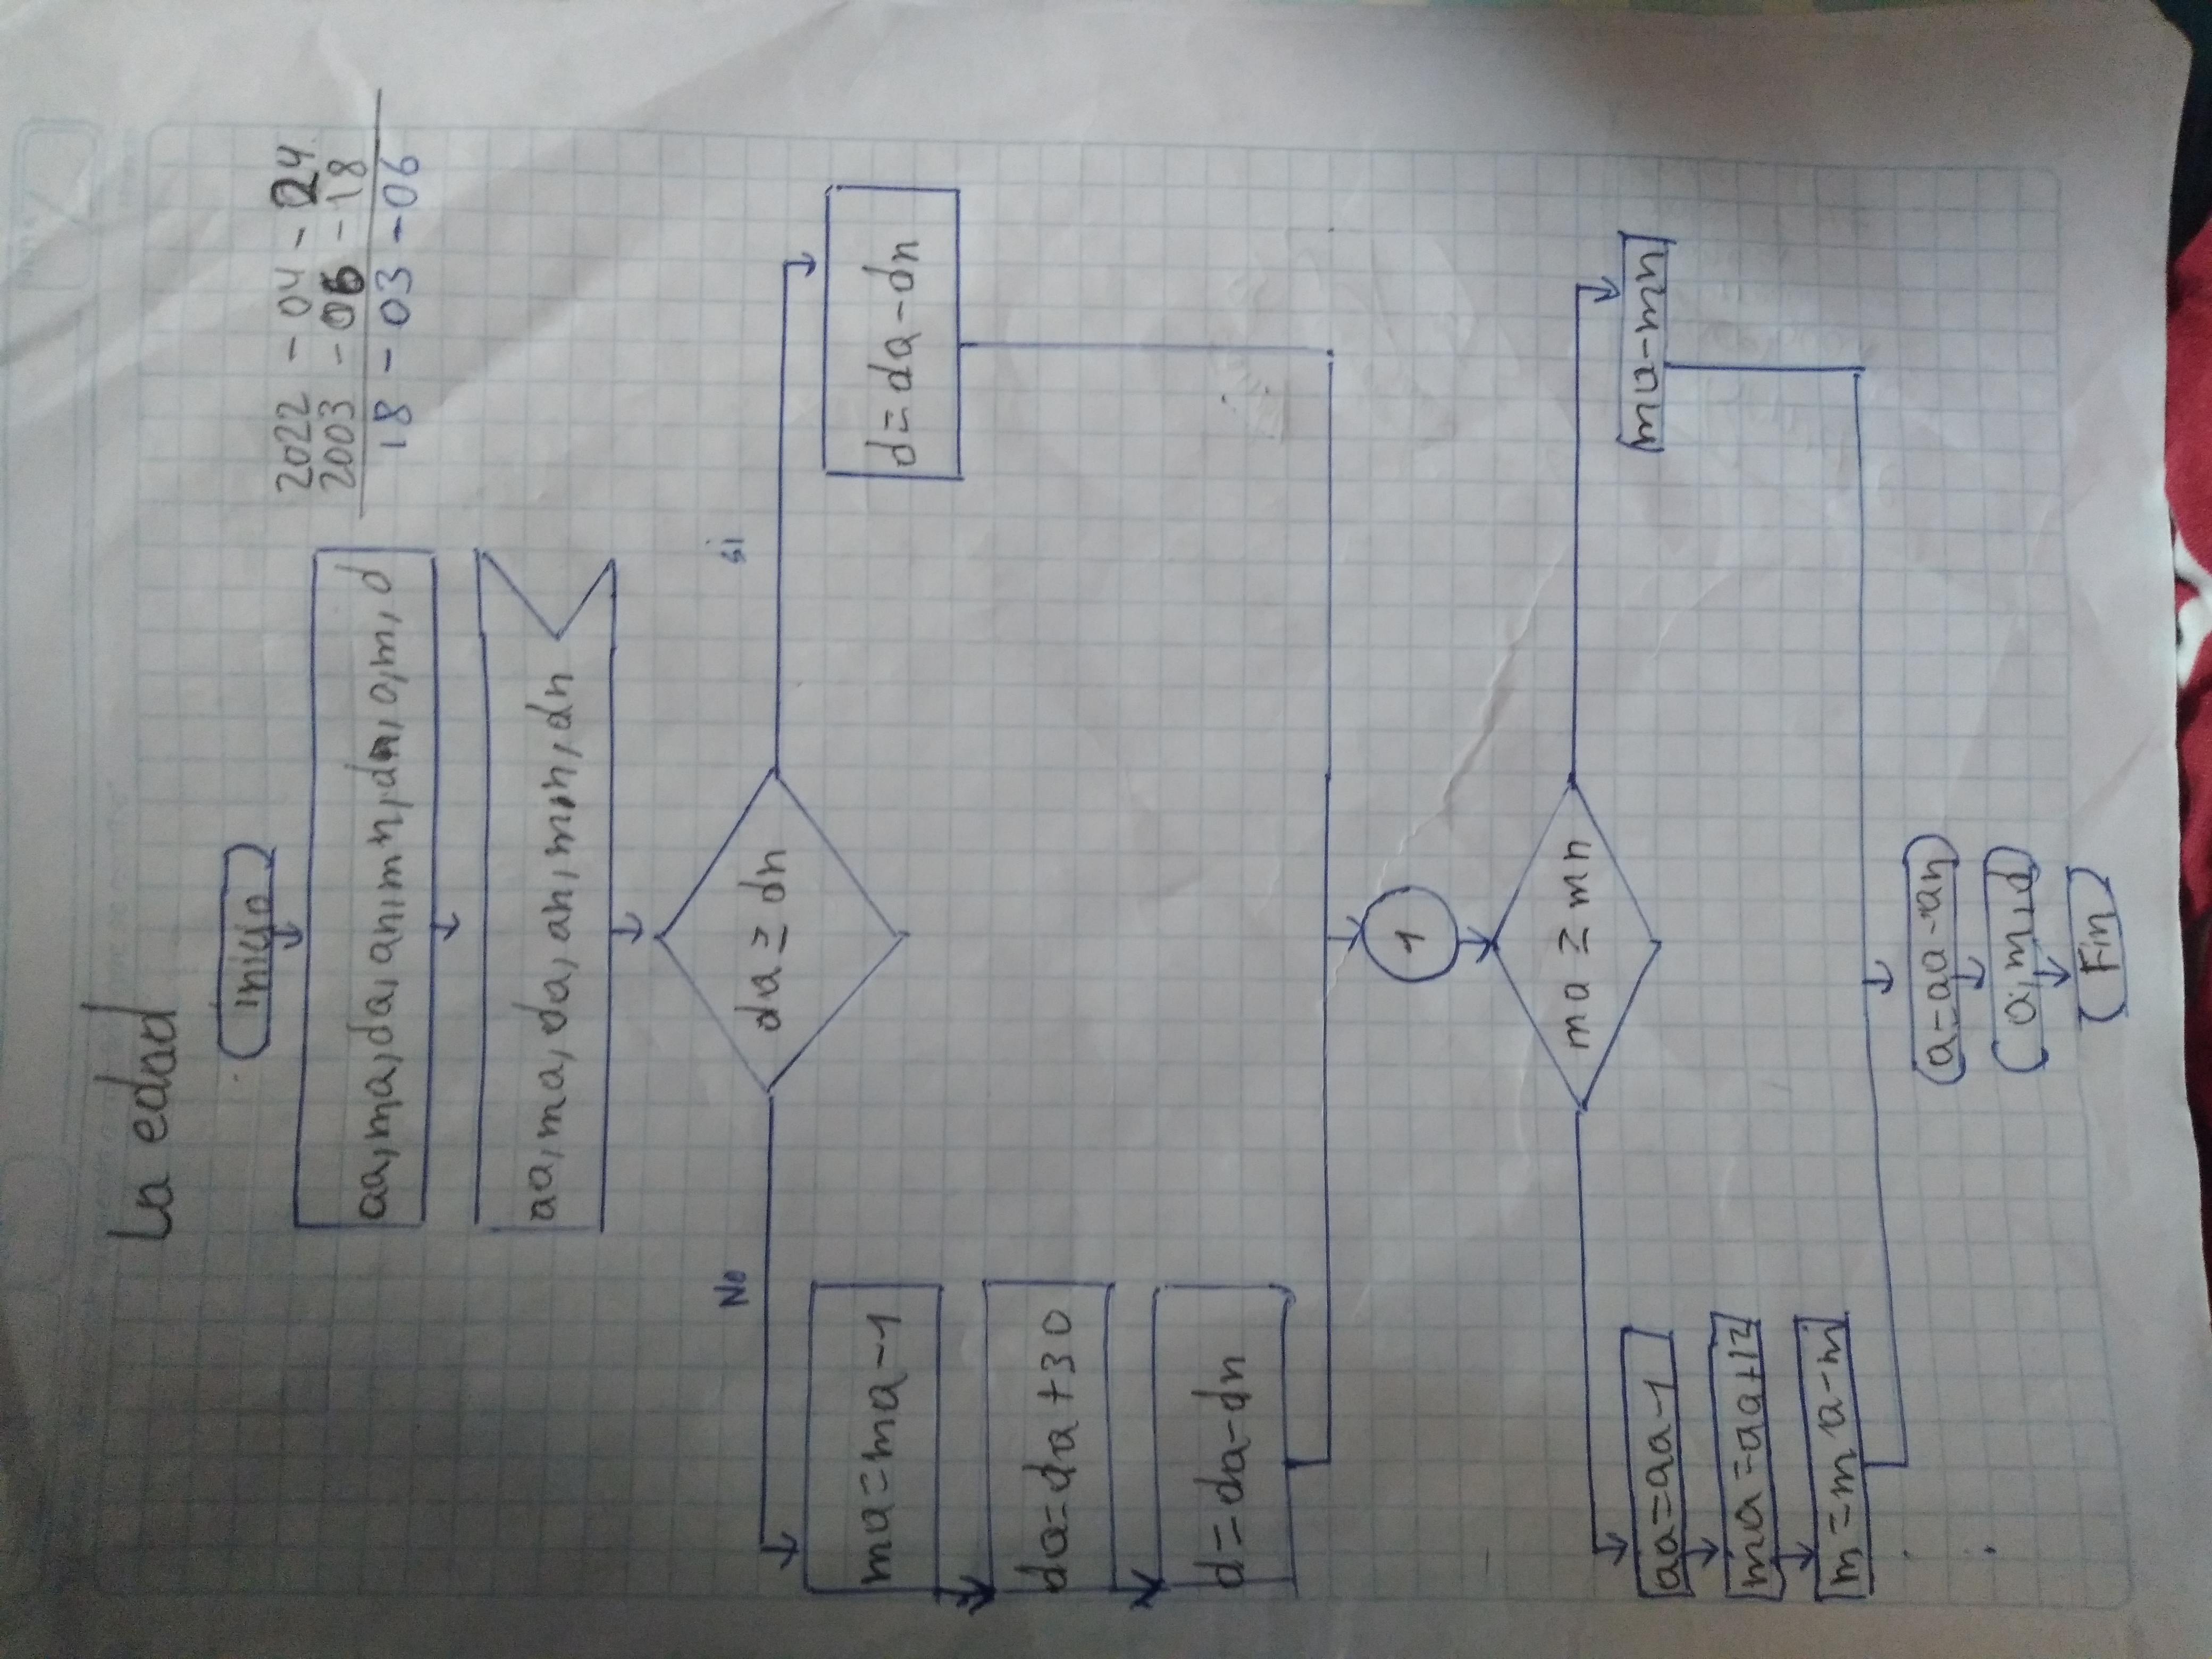 La edad
inicio
2022 - 04 - 24
2003 - 06 - 18
18 - 03 - 06
aa, ma, da, an, mn, dn, a, m, d
aa, ma, da, an, mn, dn
No
si
da ≥ dn
ma=ma-1
d=da-dn
da=da+30
d=da-dn
1
ma ≥ mn
aa=aa-1
ma-mn
ma=aa+12
m=ma-m
a=aa-an
a, m, d
Fin